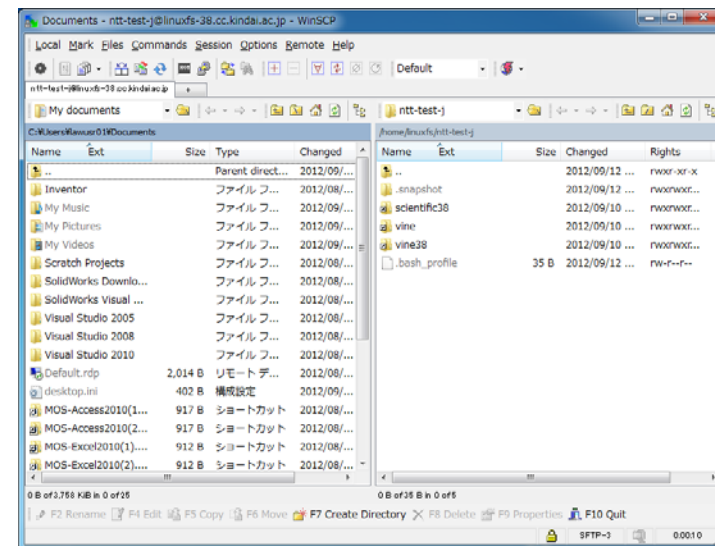 Documents - ntt-test-j@linuxfs-38.cc.kindai.ac.jp - WinSCP
Local Mark Files Commands Session Options Remote Help
Default
ntt-test-j@linuxfs-38.cc.kindai.ac.jp
My documents
ntt-test-j
C:¥Users¥lawusr01¥Documents
/home/linuxfs/ntt-test-j
Name Ext Size Type Changed
Name Ext Size Changed Rights
.. Parent direct... 2012/09/...
.. 2012/09/12 ... rwxr-xr-x
Inventor ファイル フ... 2012/08/...
.snapshot 2012/09/12 ... rwxrwxr...
My Music ファイル フ... 2012/09/...
scientific38 2012/09/10 ... rwxrwxr...
My Pictures ファイル フ... 2012/09/...
vine 2012/09/10 ... rwxrwxr...
My Videos ファイル フ... 2012/09/...
vine38 2012/09/10 ... rwxrwxr...
Scratch Projects ファイル フ... 2012/08/...
.bash_profile 35 B 2012/09/12 ... rw-r--r--
SolidWorks Downlo... ファイル フ... 2012/08/...
SolidWorks Visual ... ファイル フ... 2012/08/...
Visual Studio 2005 ファイル フ... 2012/08/...
Visual Studio 2008 ファイル フ... 2012/08/...
Visual Studio 2010 ファイル フ... 2012/08/...
Default.rdp 2,014 B リモート デ... 2012/08/...
desktop.ini 402 B 構成設定 2012/09/...
MOS-Access2010(1... 917 B ショートカット 2012/08/...
MOS-Access2010(2... 917 B ショートカット 2012/08/...
MOS-Excel2010(1).... 912 B ショートカット 2012/08/...
MOS-Excel2010(2).... 912 B ショートカット 2012/08/...
0 B of 3,758 KiB in 0 of 25
0 B of 35 B in 0 of 5
F2 Rename F4 Edit F5 Copy F6 Move F7 Create Directory F8 Delete F9 Properties F10 Quit
SFTP-3 0:00:10